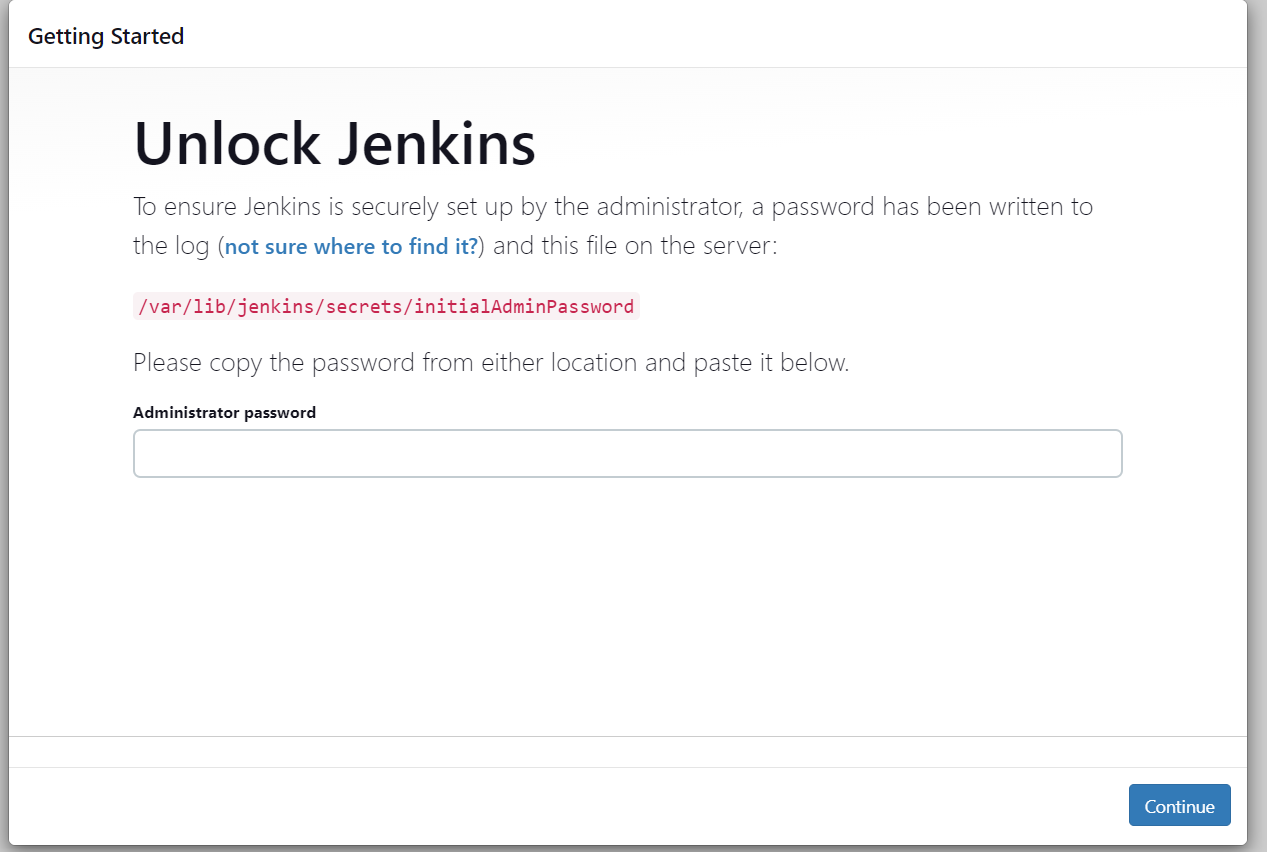 Getting Started
Unlock Jenkins
To ensure Jenkins is securely set up by the administrator, a password has been written to
the log (not sure where to find it?) and this file on the server:
/var/lib/jenkins/secrets/initialAdminPassword
Please copy the password from either location and paste it below.
Administrator password
Continue